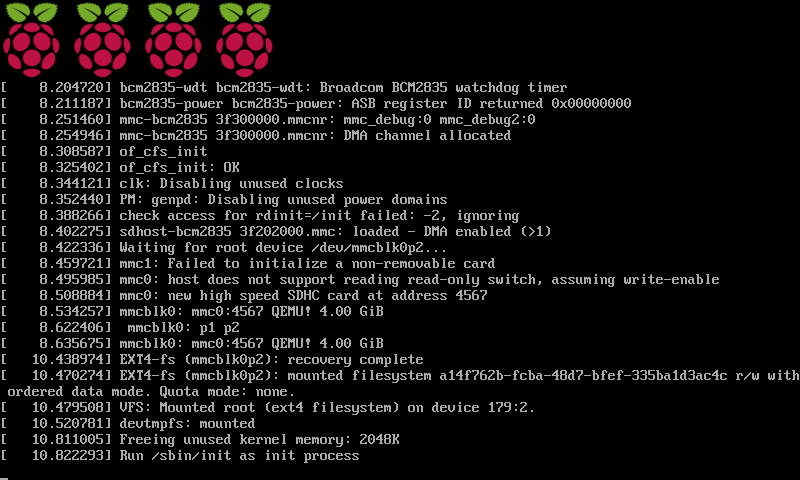 [    8.204720] bcm2835-wdt bcm2835-wdt: Broadcom BCM2835 watchdog timer
[    8.211187] bcm2835-power bcm2835-power: ASB register ID returned 0x00000000
[    8.251460] mmc-bcm2835 3f300000.mmcnr: mmc_debug:0 mmc_debug2:0
[    8.254946] mmc-bcm2835 3f300000.mmcnr: DMA channel allocated
[    8.308587] of_cfs_init
[    8.325402] of_cfs_init: OK
[    8.344121] clk: Disabling unused clocks
[    8.352440] PM: genpd: Disabling unused power domains
[    8.388266] check access for rdinit=/init failed: -2, ignoring
[    8.402275] sdhost-bcm2835 3f202000.mmc: loaded - DMA enabled (>1)
[    8.422336] Waiting for root device /dev/mmcblk0p2...
[    8.459721] mmc1: Failed to initialize a non-removable card
[    8.495985] mmc0: host does not support reading read-only switch, assuming write-enable
[    8.508884] mmc0: new high speed SDHC card at address 4567
[    8.534257] mmcblk0: mmc0:4567 QEMU! 4.00 GiB
[    8.622406]  mmcblk0: p1 p2
[    8.635675] mmcblk0: mmc0:4567 QEMU! 4.00 GiB
[   10.438974] EXT4-fs (mmcblk0p2): recovery complete
[   10.470274] EXT4-fs (mmcblk0p2): mounted filesystem a14f762b-fcba-48d7-bfef-335ba1d3ac4c r/w with
 ordered data mode. Quota mode: none.
[   10.479508] VFS: Mounted root (ext4 filesystem) on device 179:2.
[   10.520781] devtmpfs: mounted
[   10.811005] Freeing unused kernel memory: 2048K
[   10.822293] Run /sbin/init as init process